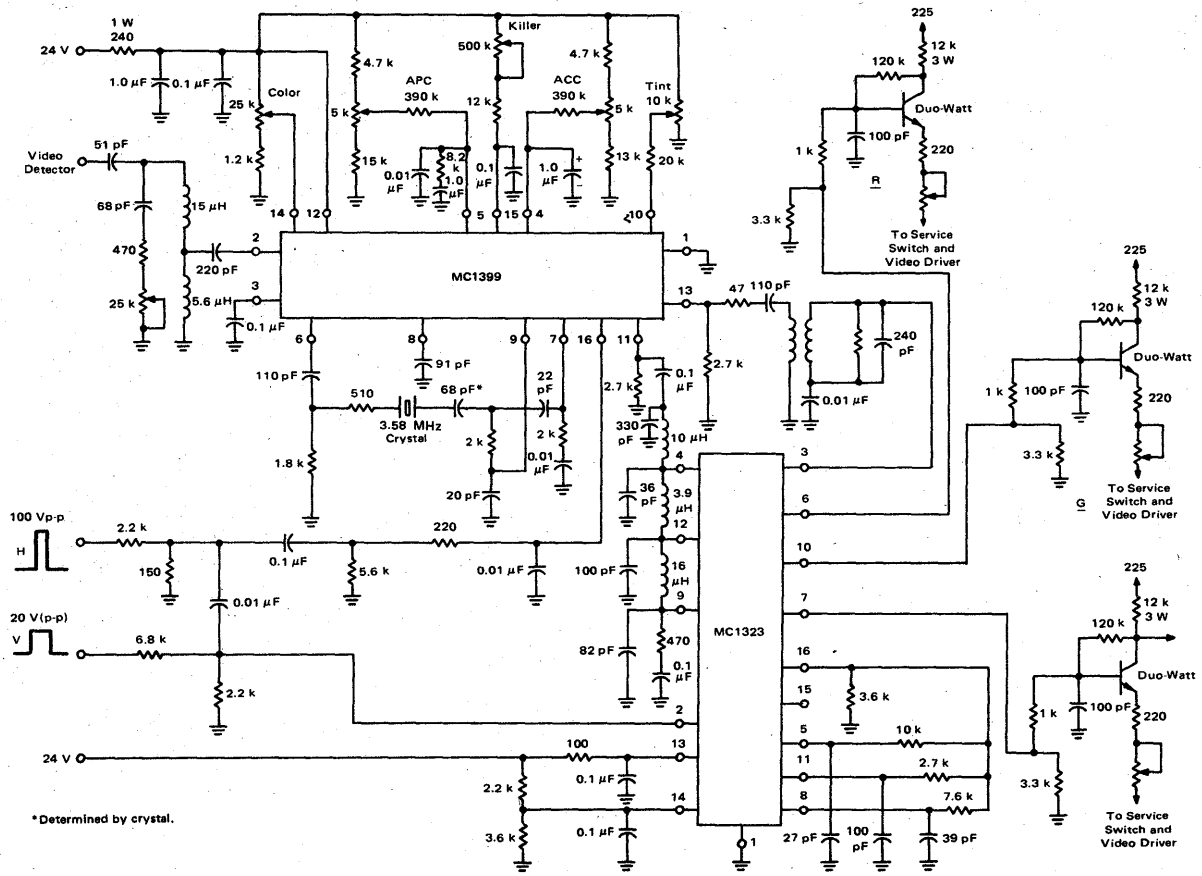 1 W
240
24 V
1.0 µF
0.1 µF
Color
25 k
1.2 k
4.7 k
5 k
15 k
APC
390 k
0.01
µF
8.2
k
1.0
µF
Killer
500 k
12 k
0.1
µF
ACC
390 k
1.0
µF
+
−
4.7 k
5 k
13 k
Tint
10 k
20 k
51 pF
Video
Detector
68 pF
470
25 k
15 µH
5.6 µH
220 pF
0.1 µF
14
12
5
15
4
10
2
3
MC1399
1
13
6
8
9
7
16
11
110 pF
91 pF
510
3.58 MHz
Crystal
68 pF*
22
pF
2 k
2 k
0.01
µF
20 pF
1.8 k
2.7 k
0.1
µF
330
pF
10 µH
47
110 pF
2.7 k
240
pF
0.01 µF
225
12 k
3 W
120 k
Duo-Watt
100 pF
220
1 k
R
3.3 k
To Service
Switch and
Video Driver
225
12 k
3 W
120 k
Duo-Watt
100 pF
220
1 k
3.3 k
G
To Service
Switch and
Video Driver
225
12 k
3 W
120 k
Duo-Watt
100 pF
220
1 k
3.3 k
To Service
Switch and
Video Driver
100 Vp-p
H
2.2 k
150
0.1 µF
5.6 k
220
0.01 µF
0.01 µF
20 V(p-p)
V
6.8 k
2.2 k
24 V
100
0.1 µF
2.2 k
3.6 k
0.1 µF
36
pF
3.9
µH
100 pF
16
µH
82 pF
470
0.1
µF
4
12
9
2
13
14
MC1323
1
3
6
10
7
16
15
5
11
8
3.6 k
10 k
2.7 k
7.6 k
27 pF
100
pF
39 pF
*Determined by crystal.